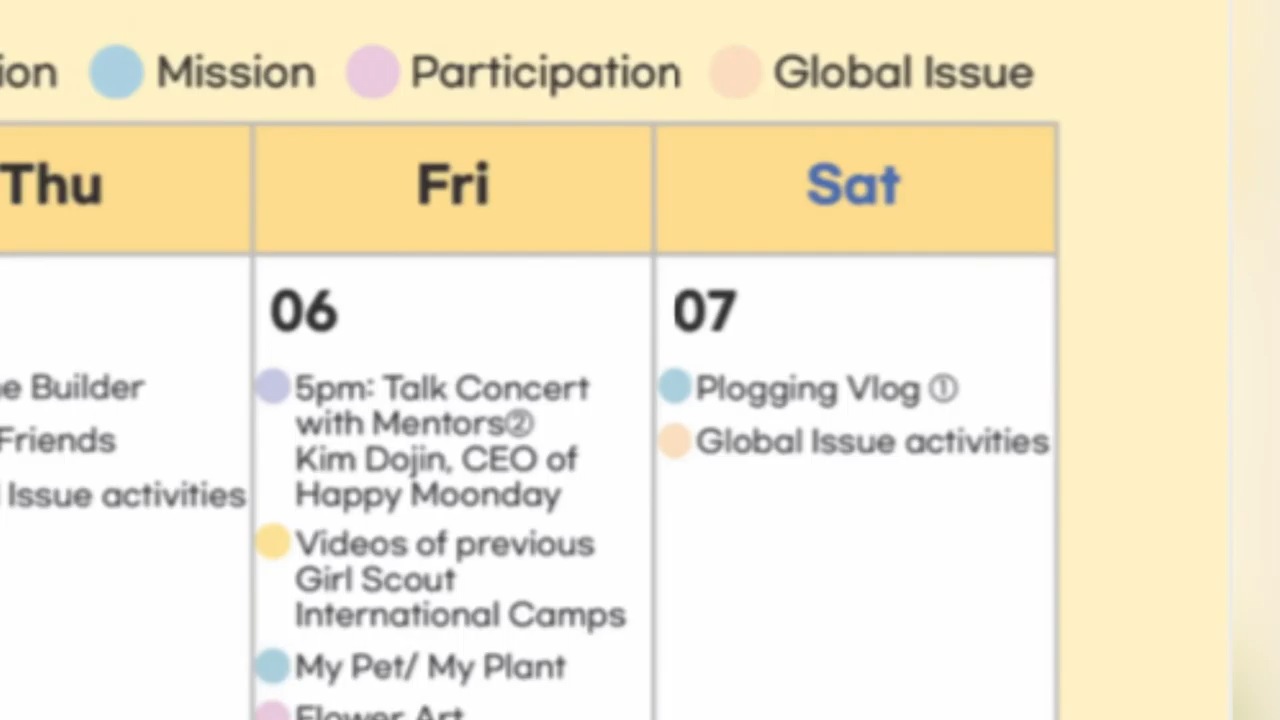 ion Mission Participation Global Issue
Thu Fri Sat
06
07
e Builder
Friends
Issue activities
5pm: Talk Concert
with Mentors②
Kim Dojin, CEO of
Happy Moonday
Videos of previous
Girl Scout
International Camps
My Pet/ My Plant
Flower Art
Plogging Vlog ①
Global Issue activities